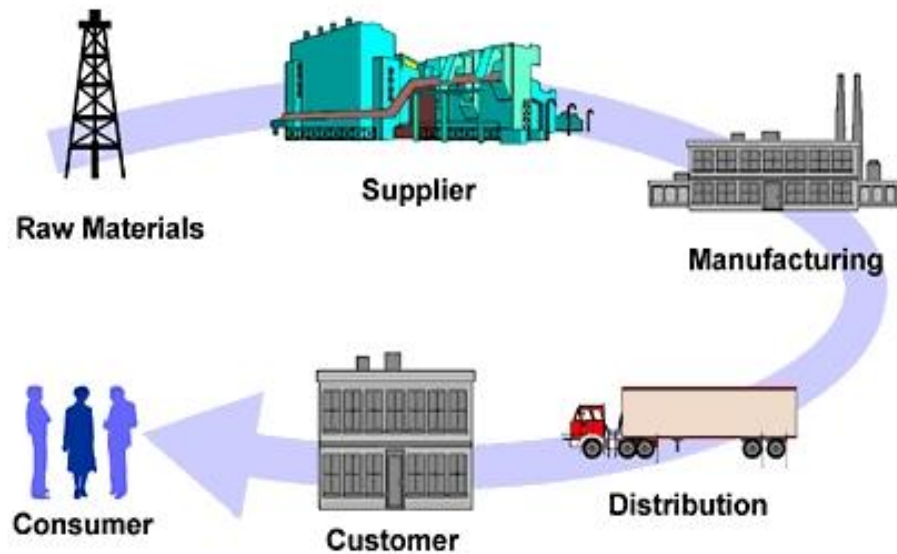 Raw Materials
Supplier
Manufacturing
Distribution
Customer
Consumer